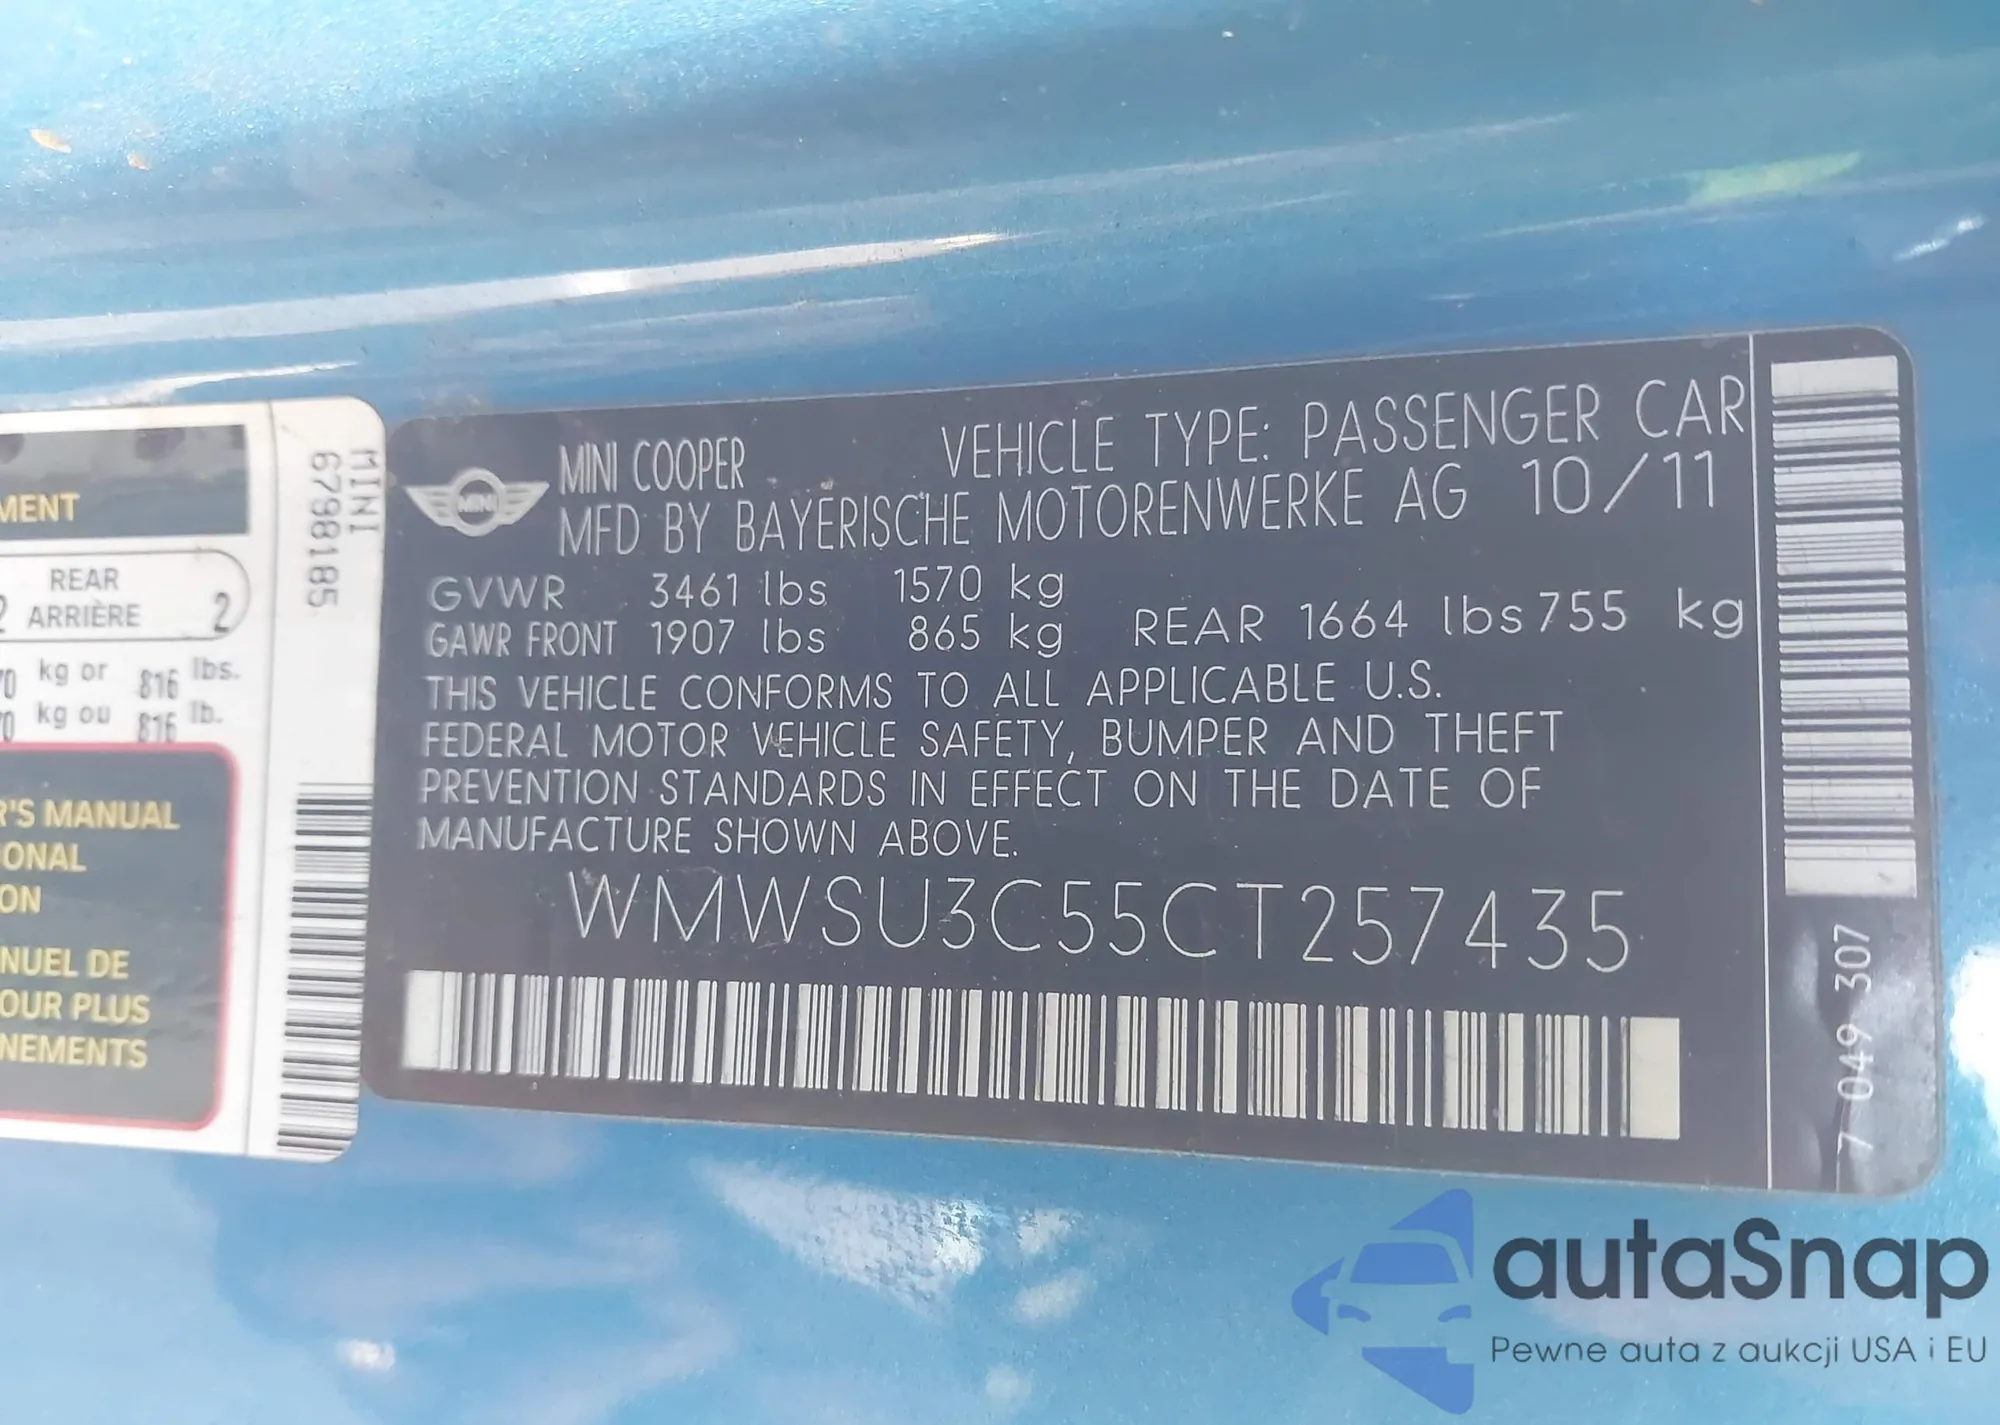 MENT
REAR
ARRIÈRE 2
kg or 816 lbs.
kg ou 816 lb.
R'S MANUAL
IONAL
ON
NUEL DE
OUR PLUS
NEMENTS
MINI
6798185
MINI
MINI COOPER VEHICLE TYPE: PASSENGER CAR
MFD BY BAYERISCHE MOTORENWERKE AG 10/11
GVWR 3461 lbs 1570 kg
GAWR FRONT 1907 lbs 865 kg REAR 1664 lbs 755 kg
THIS VEHICLE CONFORMS TO ALL APPLICABLE U.S.
FEDERAL MOTOR VEHICLE SAFETY, BUMPER AND THEFT
PREVENTION STANDARDS IN EFFECT ON THE DATE OF
MANUFACTURE SHOWN ABOVE.
WMWSU3C55CT257435
7 049 307
autaSnap
Pewne auta z aukcji USA i EU